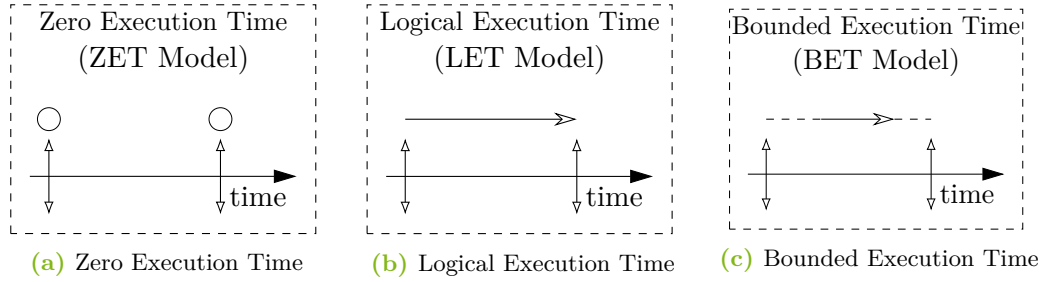 Zero Execution Time
(ZET Model)
time
(a) Zero Execution Time
Logical Execution Time
(LET Model)
time
(b) Logical Execution Time
Bounded Execution Time
(BET Model)
time
(c) Bounded Execution Time